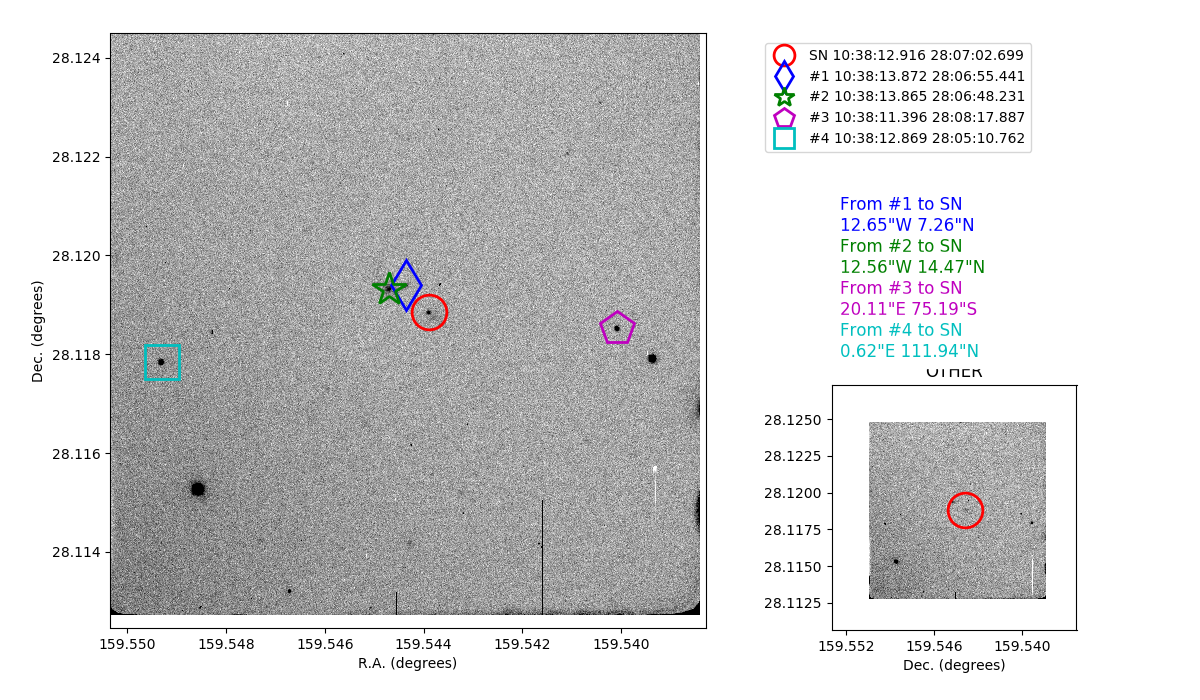 SN 10:38:12.916 28:07:02.699
#1 10:38:13.872 28:06:55.441
#2 10:38:13.865 28:06:48.231
#3 10:38:11.396 28:08:17.887
#4 10:38:12.869 28:05:10.762
From #1 to SN
12.65"W 7.26"N
From #2 to SN
12.56"W 14.47"N
From #3 to SN
20.11"E 75.19"S
From #4 to SN
0.62"E 111.94"N
28.124
28.122
28.120
28.118
28.116
28.114
Dec. (degrees)
159.550 159.548 159.546 159.544 159.542 159.540
R.A. (degrees)
OTHER
28.1250
28.1225
28.1200
28.1175
28.1150
28.1125
159.552 159.546 159.540
Dec. (degrees)